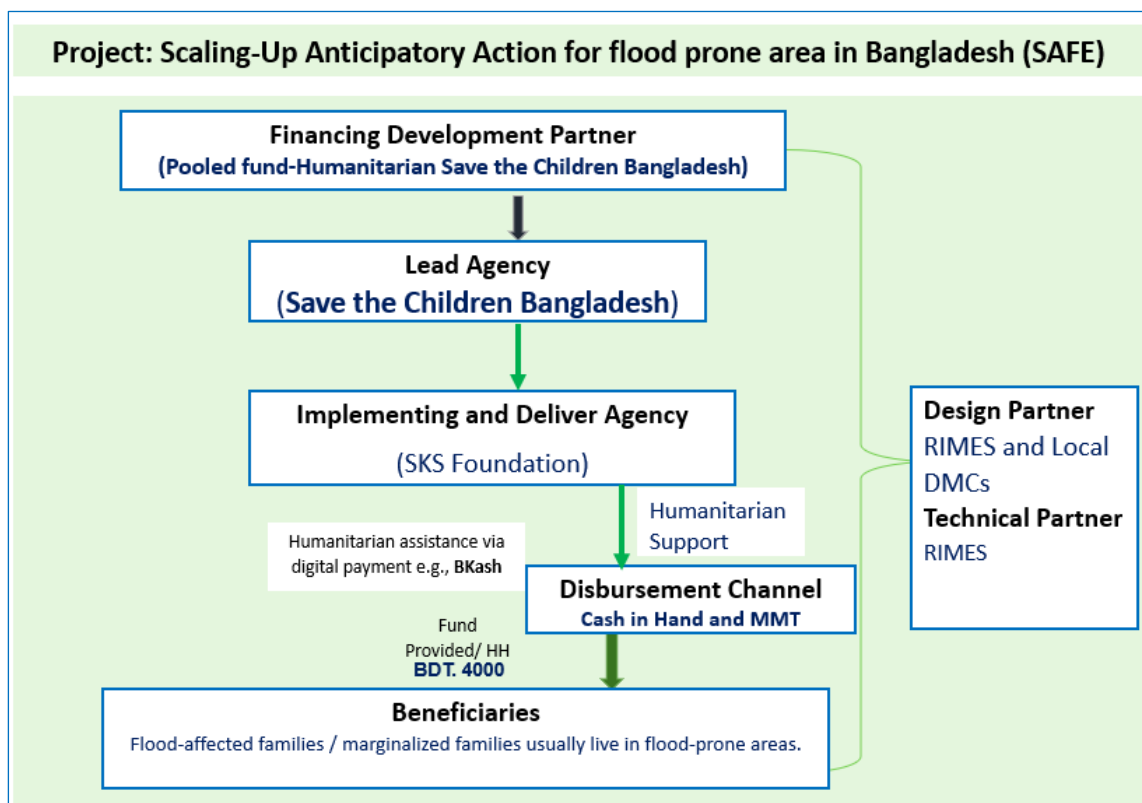 Project: Scaling-Up Anticipatory Action for flood prone area in Bangladesh (SAFE)
Financing Development Partner
(Pooled fund-Humanitarian Save the Children Bangladesh)
Lead Agency
(Save the Children Bangladesh)
Implementing and Deliver Agency
(SKS Foundation)
Humanitarian
Support
Humanitarian assistance via
digital payment e.g., BKash
Disbursement Channel
Cash in Hand and MMT
Fund
Provided/ HH
BDT. 4000
Beneficiaries
Flood-affected families / marginalized families usually live in flood-prone areas.
Design Partner
RIMES and Local
DMCs
Technical Partner
RIMES